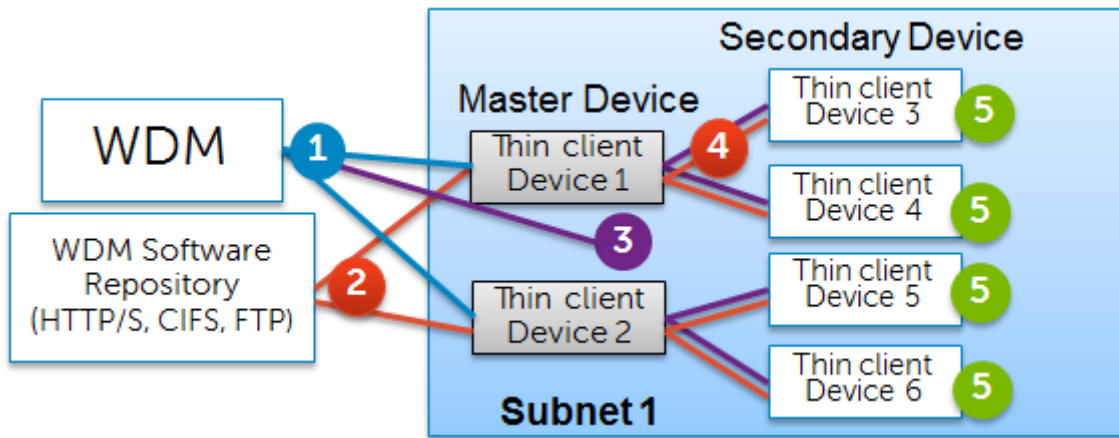 Secondary Device
Master Device
WDM
1
Thin client
Device 1
4
Thin client
Device 3
5
Thin client
Device 4
5
WDM Software
Repository
(HTTP/S, CIFS, FTP)
2
3
Thin client
Device 2
Thin client
Device 5
5
Thin client
Device 6
5
Subnet 1